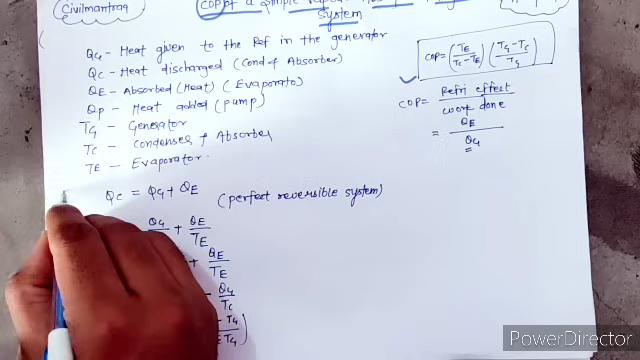 Civilmantraa
COP of a Simple Vapour
System
QG - Heat given to the Ref in the generator
QC - Heat discharged (Cond & Absorber)
QE - Absorbed (Heat) (Evaporato)
QP - Heat added (pump)
TG - Generator
TC - Condenser & Absorber
TE - Evaporator.
COP = (TE / TC - TE) (TG - TC / TG)
COP = Refri effect / work done
= QE / QG
QC = QG + QE (perfect reversible system)
QG + QE / TE
+ QE / TE
- QG / TC
PowerDirector